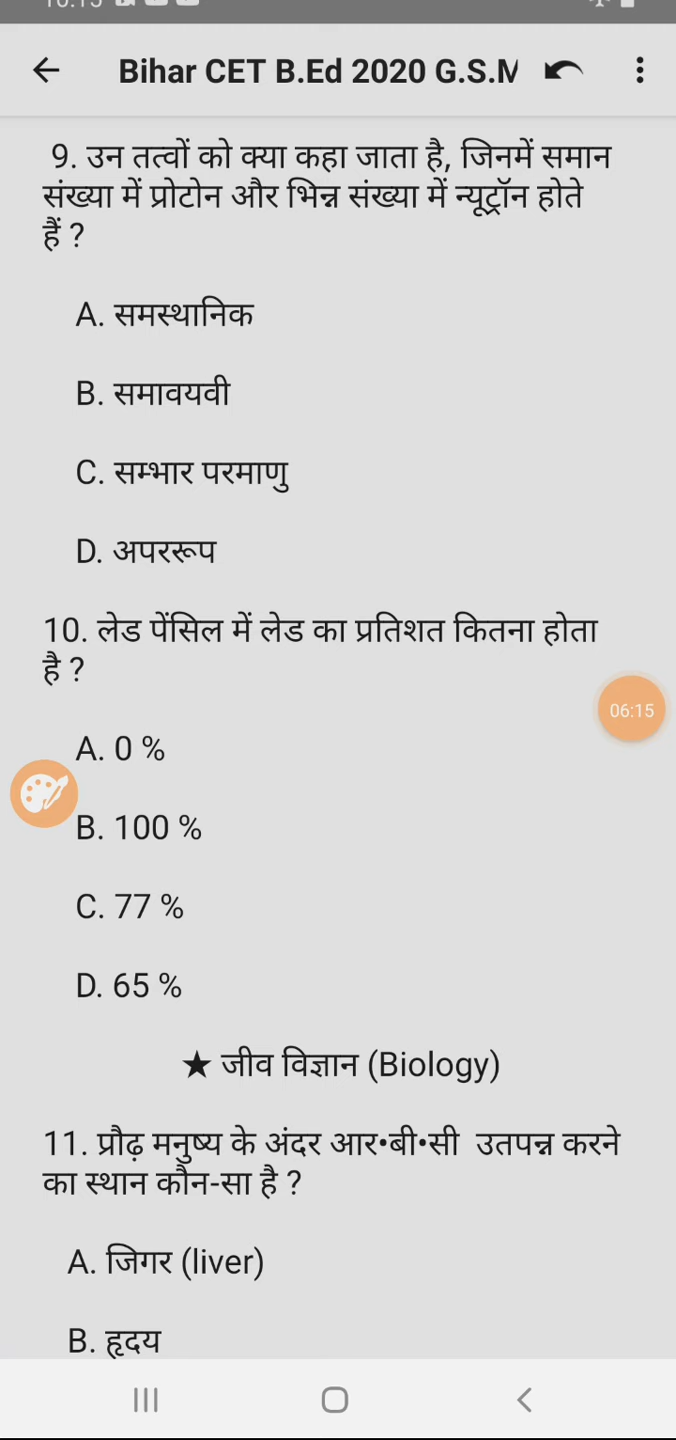 Bihar CET B.Ed 2020 G.S.M
9. उन तत्वों को क्या कहा जाता है, जिनमें समान
संख्या में प्रोटोन और भिन्न संख्या में न्यूट्रॉन होते
हैं ?
A. समस्थानिक
B. समावयवी
C. सम्भार परमाणु
D. अपररूप
10. लेड पेंसिल में लेड का प्रतिशत कितना होता
है ?
06:15
A. 0 %
B. 100 %
C. 77 %
D. 65 %
★ जीव विज्ञान (Biology)
11. प्रौढ़ मनुष्य के अंदर आर•बी•सी उतपन्न करने
का स्थान कौन-सा है ?
A. जिगर (liver)
B. हृदय